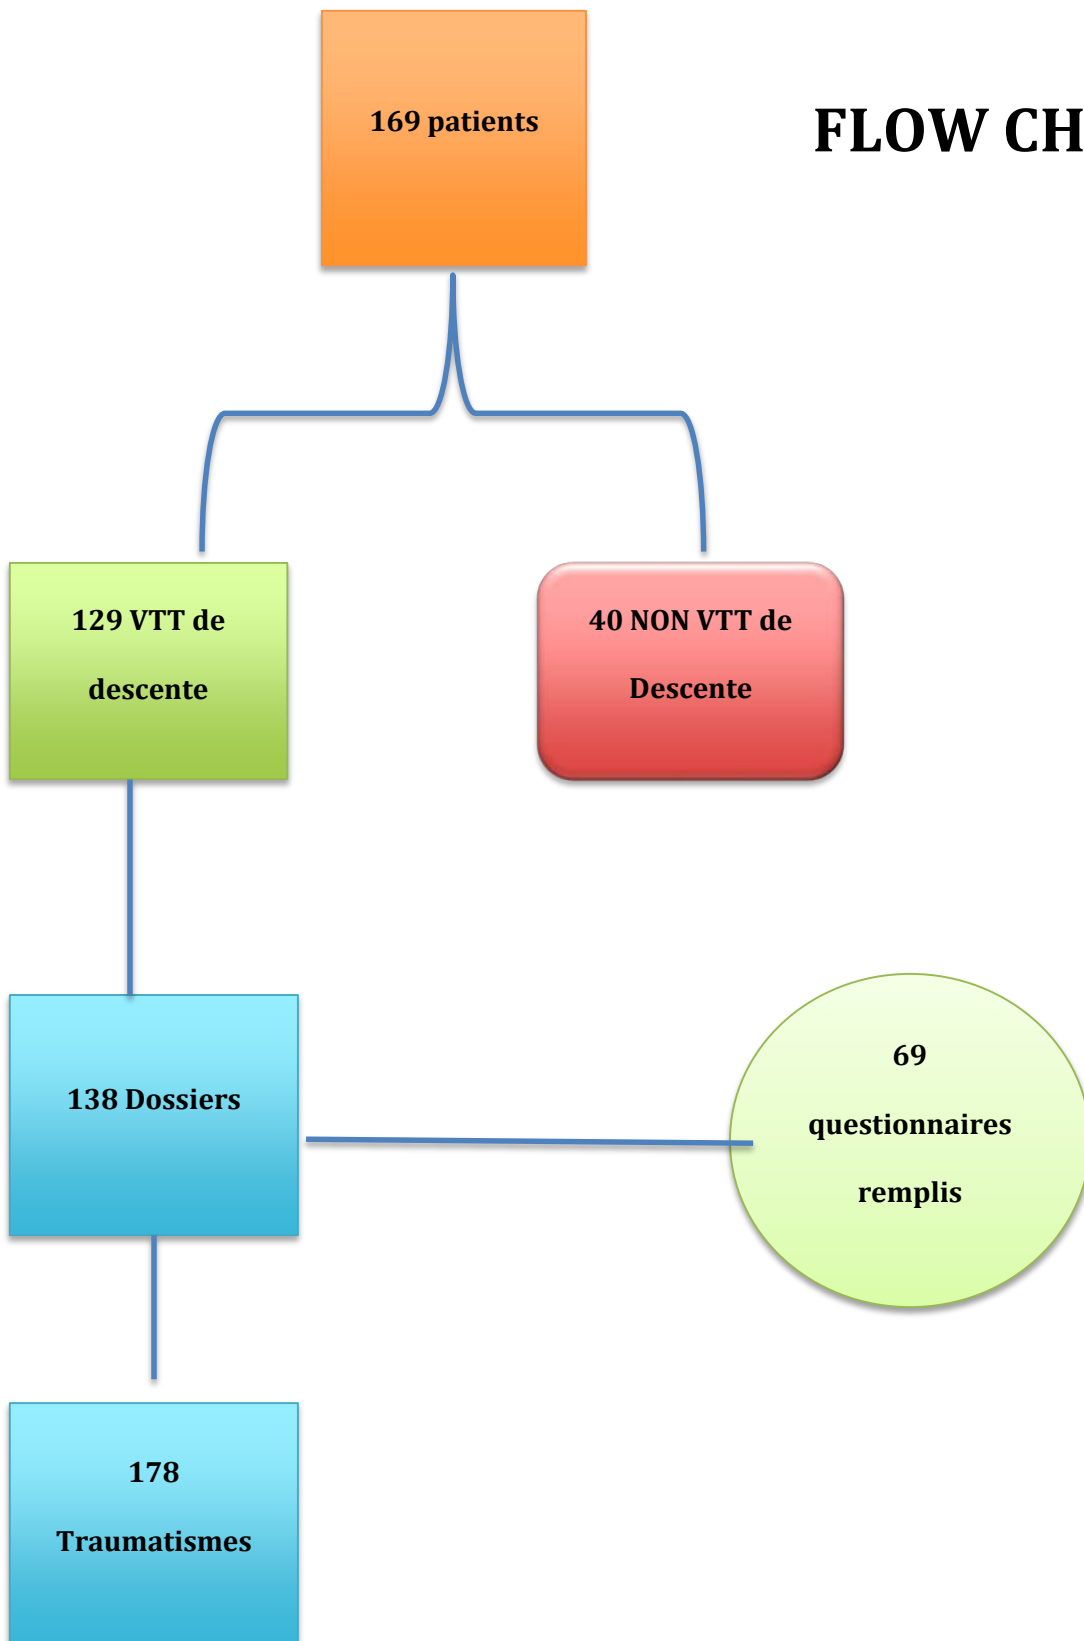 169 patients
FLOW CH
129 VTT de
descente
40 NON VTT de
Descente
138 Dossiers
69
questionnaires
remplis
178
Traumatismes